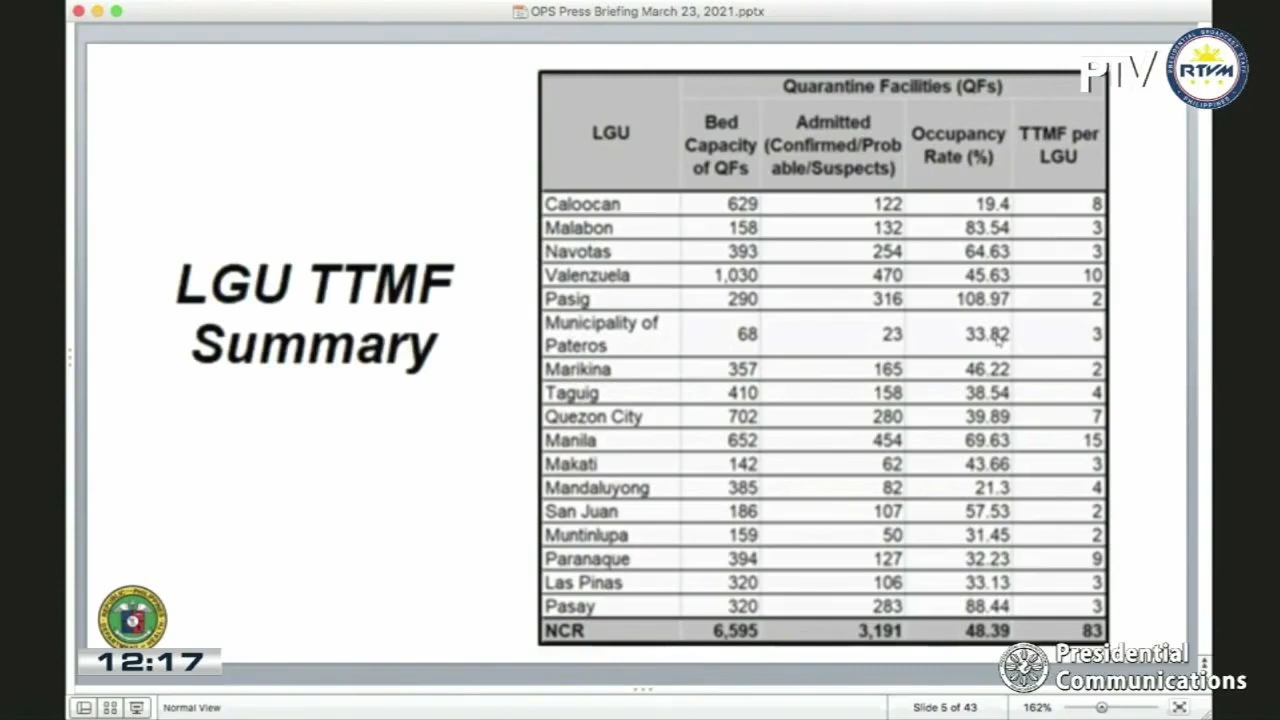 OPS Press Briefing March 23, 2021.pptx
PTV
RTVM
LGU TTMF
Summary
Quarantine Facilities (QFs)
LGU
Bed Capacity of QFs
Admitted (Confirmed/Probable/Suspects)
Occupancy Rate (%)
TTMF per LGU
Caloocan 629 122 19.4 8
Malabon 158 132 83.54 3
Navotas 393 254 64.63 3
Valenzuela 1,030 470 45.63 10
Pasig 290 316 108.97 2
Municipality of Pateros 68 23 33.82 3
Marikina 357 165 46.22 2
Taguig 410 158 38.54 4
Quezon City 702 280 39.89 7
Manila 652 454 69.63 15
Makati 142 62 43.66 3
Mandaluyong 385 82 21.3 4
San Juan 186 107 57.53 2
Muntinlupa 159 50 31.45 2
Paranaque 394 127 32.23 9
Las Pinas 320 106 33.13 3
Pasay 320 283 88.44 3
NCR 6,595 3,191 48.39 83
12:17
Presidential
Communications
Normal View
Slide 5 of 43
162%